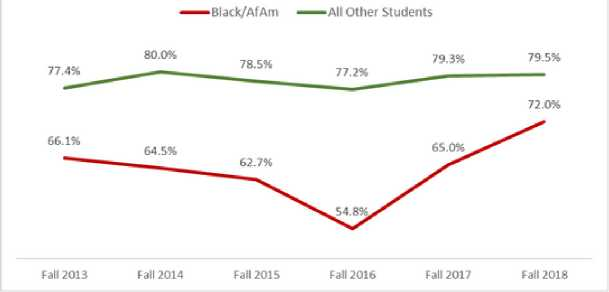 Black/AfAm All Other Students
77.4% 80.0% 78.5% 77.2% 79.3% 79.5%
66.1% 64.5% 62.7% 54.8% 65.0% 72.0%
Fall 2013 Fall 2014 Fall 2015 Fall 2016 Fall 2017 Fall 2018